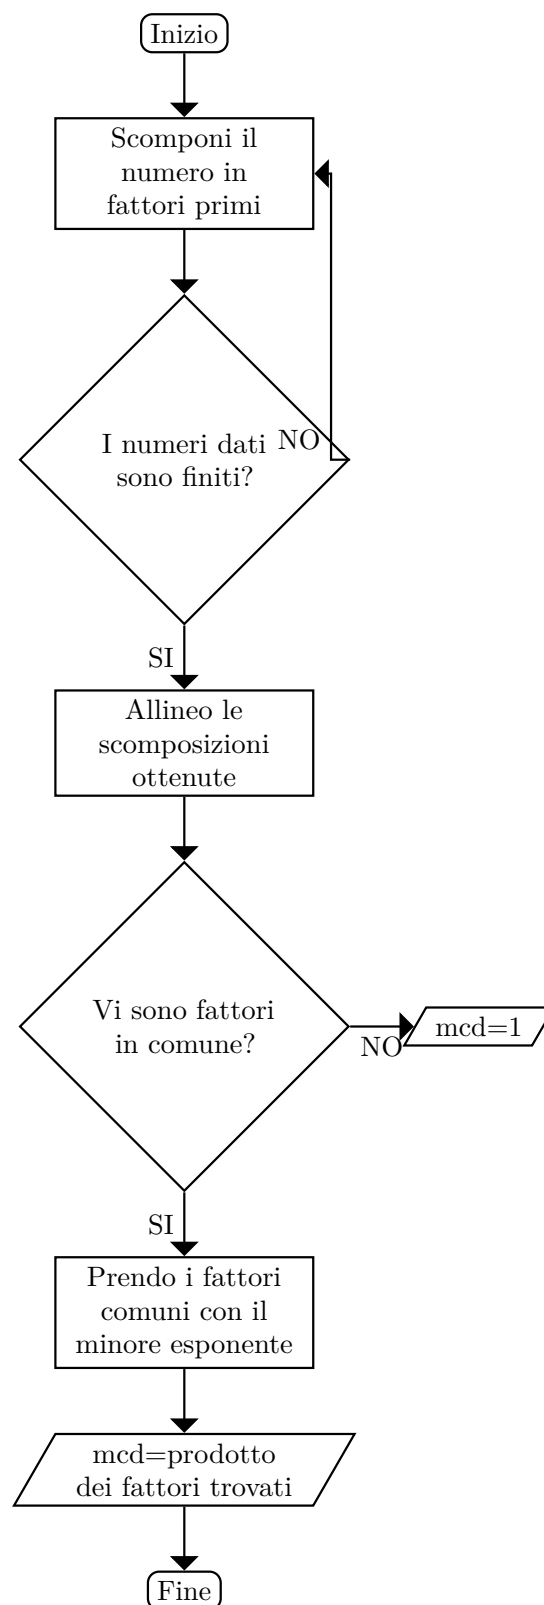 Inizio
Scomponi il
numero in
fattori primi
I numeri dati
sono finiti?
NO
SI
Allineo le
scomposizioni
ottenute
Vi sono fattori
in comune?
NO
mcd=1
SI
Prendo i fattori
comuni con il
minore esponente
mcd=prodotto
dei fattori trovati
Fine